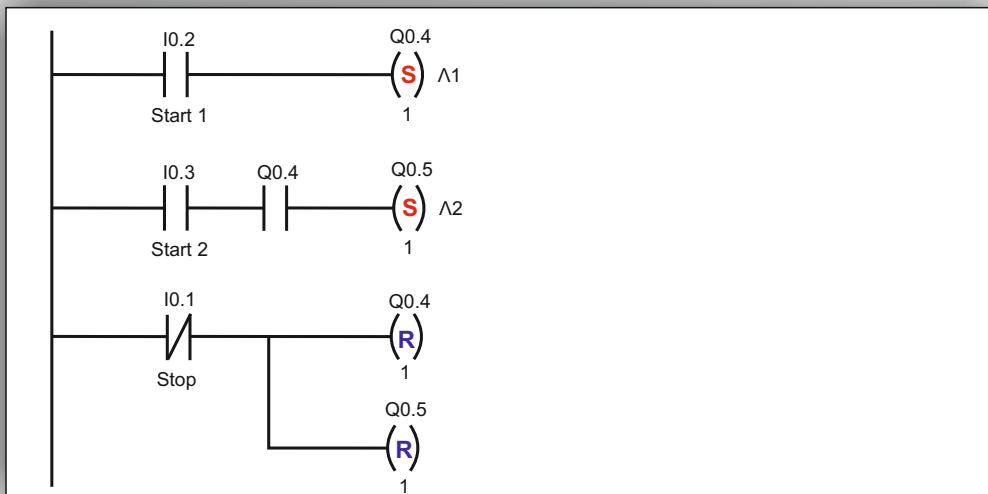 I0.2 Q0.4
S Λ1
Start 1 1
I0.3 Q0.4 Q0.5
S Λ2
Start 2 1
I0.1 Q0.4
R
Stop 1
Q0.5
R
1